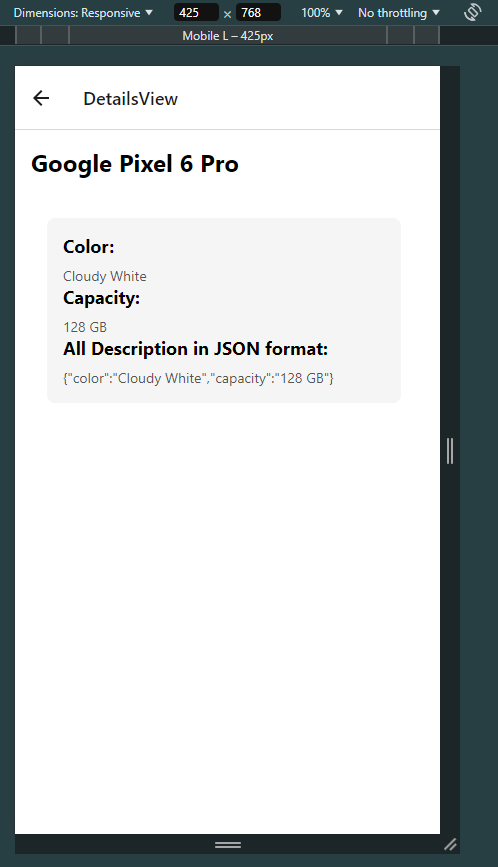 Dimensions: Responsive 425 × 768 100% No throttling
Mobile L – 425px
DetailsView
Google Pixel 6 Pro
Color:
Cloudy White
Capacity:
128 GB
All Description in JSON format:
{"color":"Cloudy White","capacity":"128 GB"}